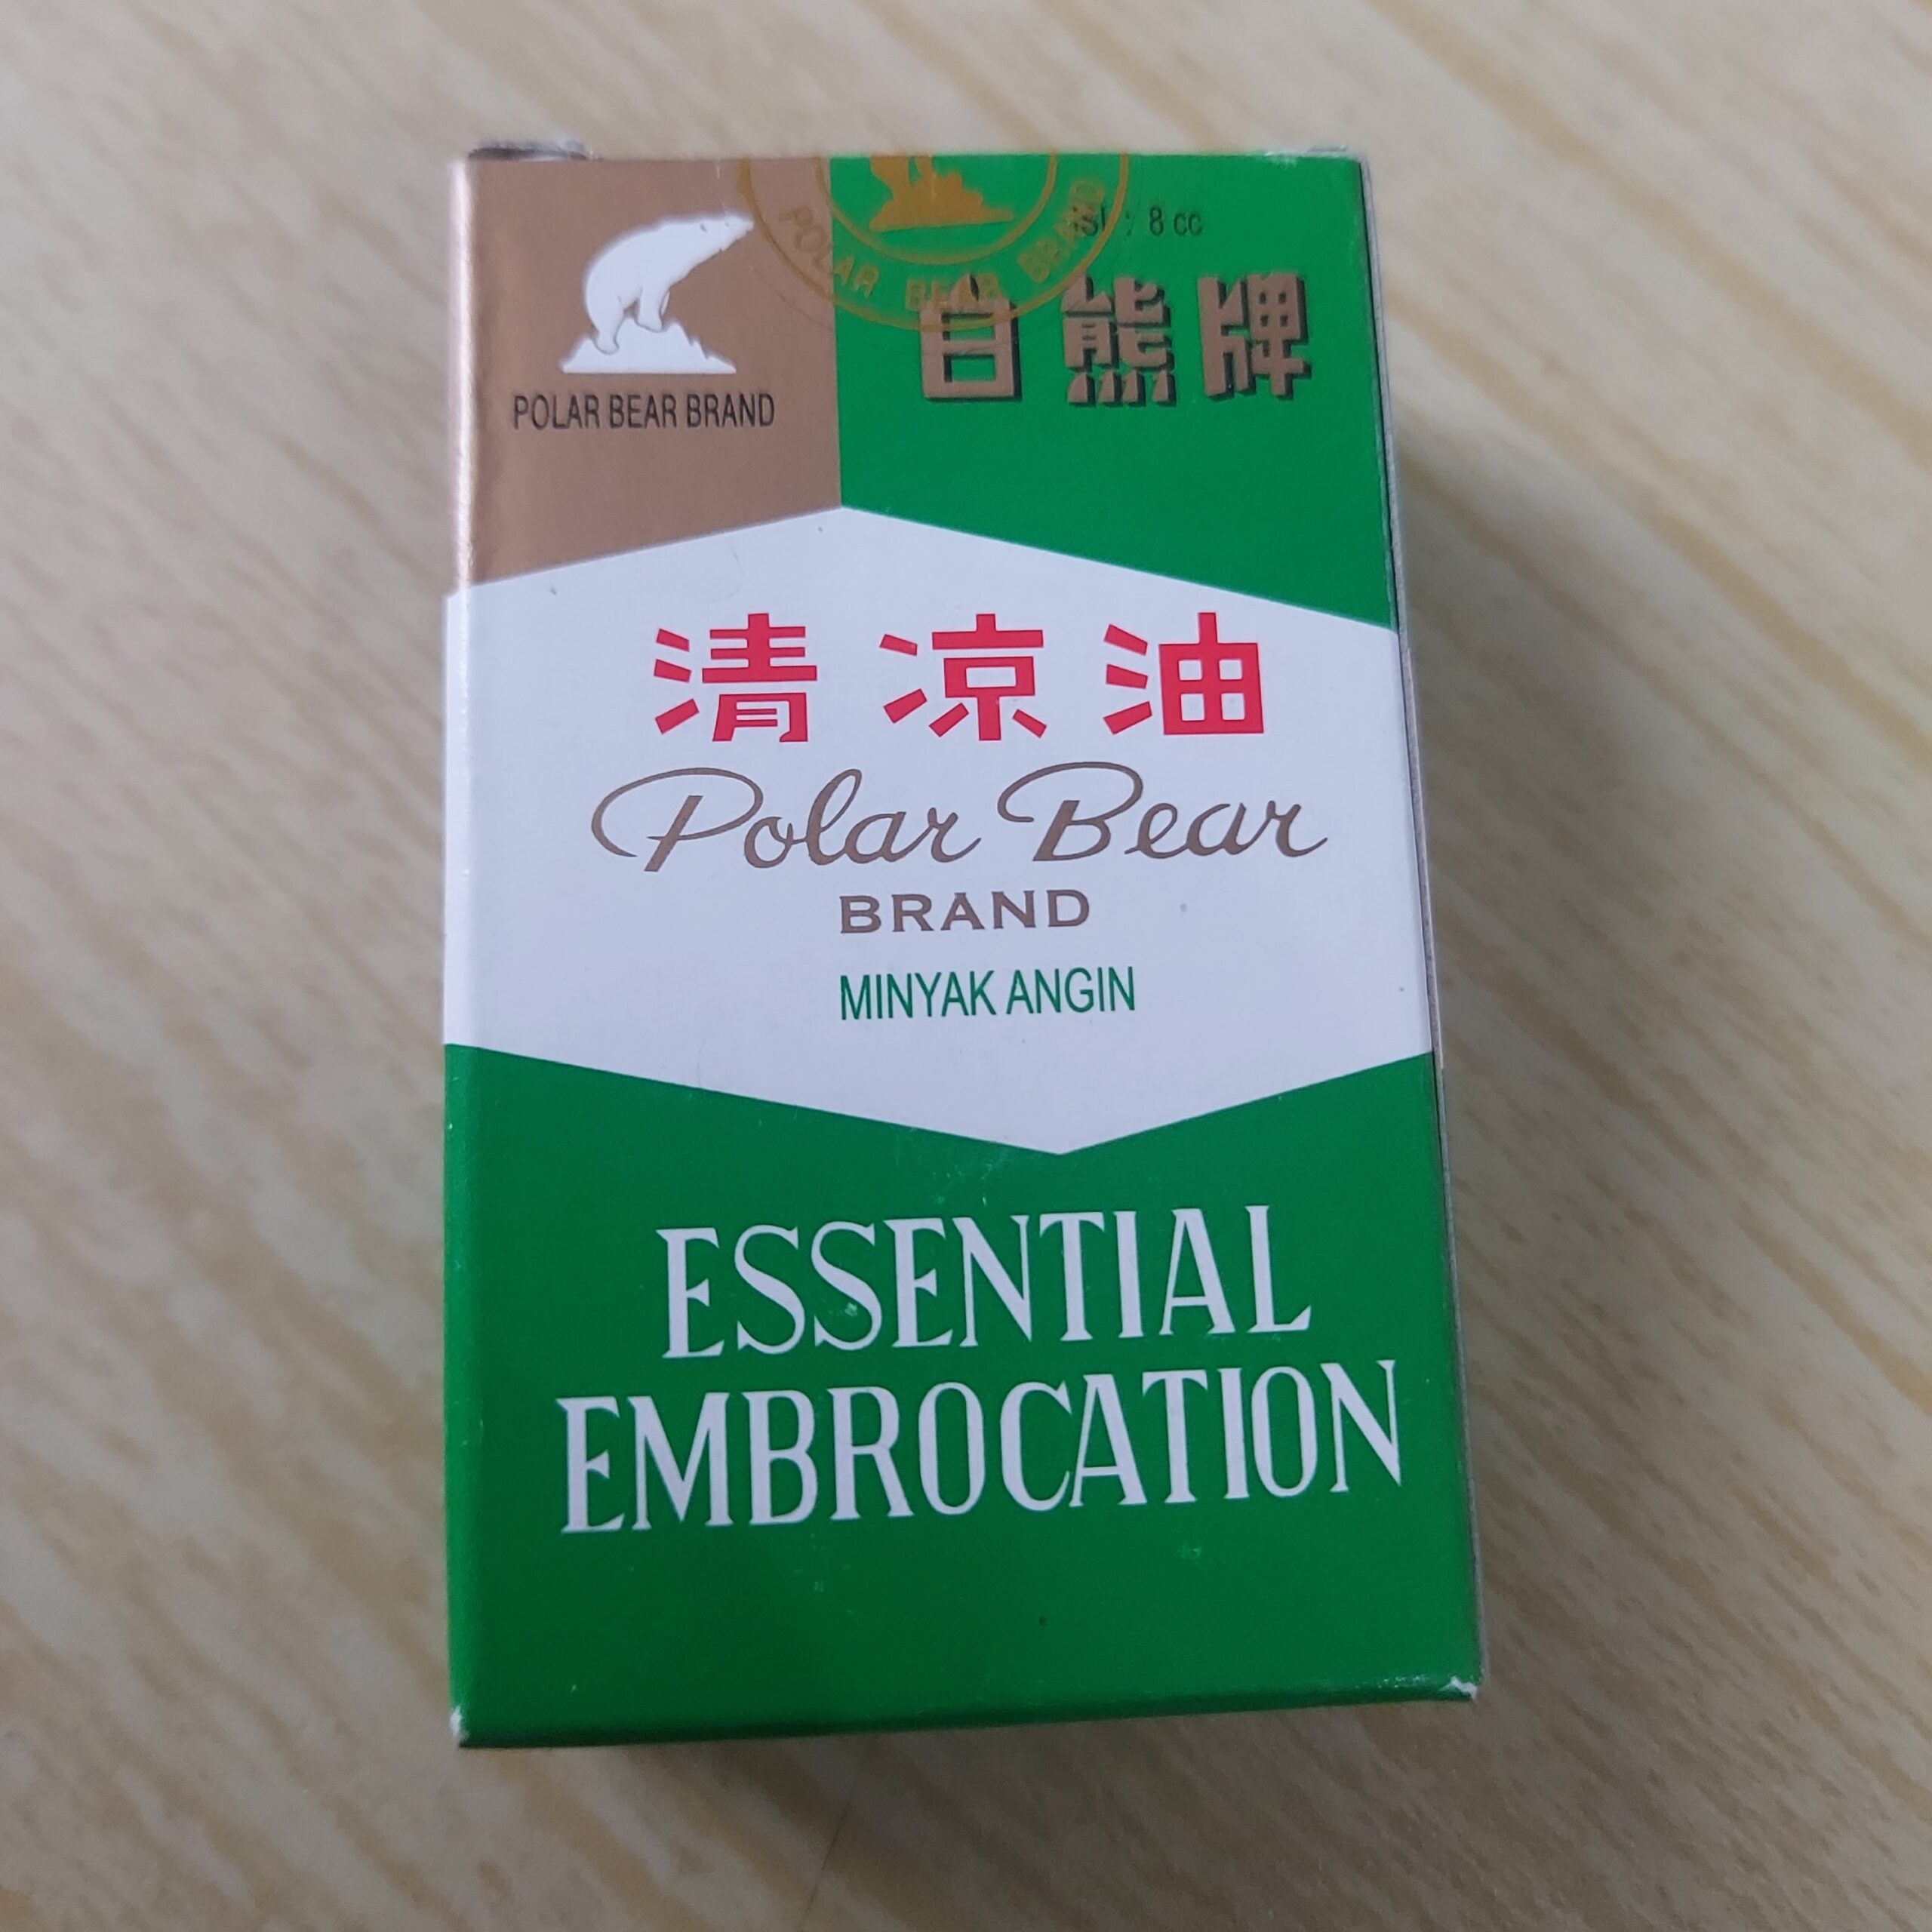 POLAR BEAR BRAND
POLAR BEAR BRAND
isi : 8 cc
白熊牌
清凉油
Polar Bear
BRAND
MINYAK ANGIN
ESSENTIAL
EMBROCATION